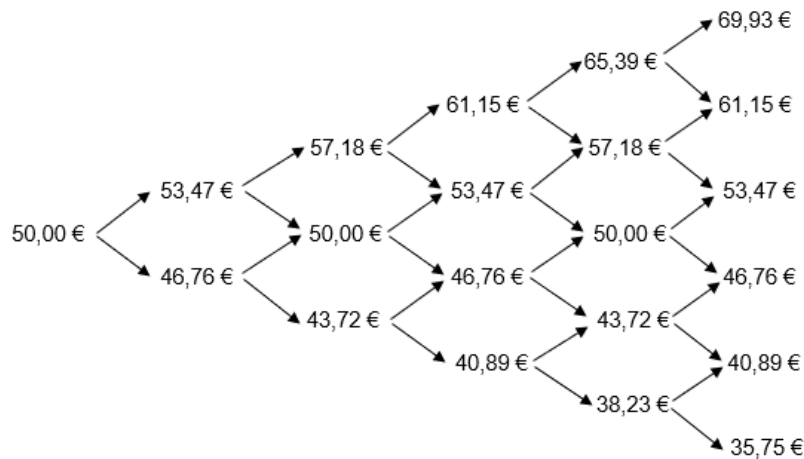 69,93 €
65,39 €
61,15 € 61,15 €
57,18 € 57,18 €
53,47 € 53,47 € 53,47 €
50,00 € 50,00 € 50,00 €
46,76 € 46,76 € 46,76 €
43,72 € 43,72 €
40,89 € 40,89 €
38,23 €
35,75 €